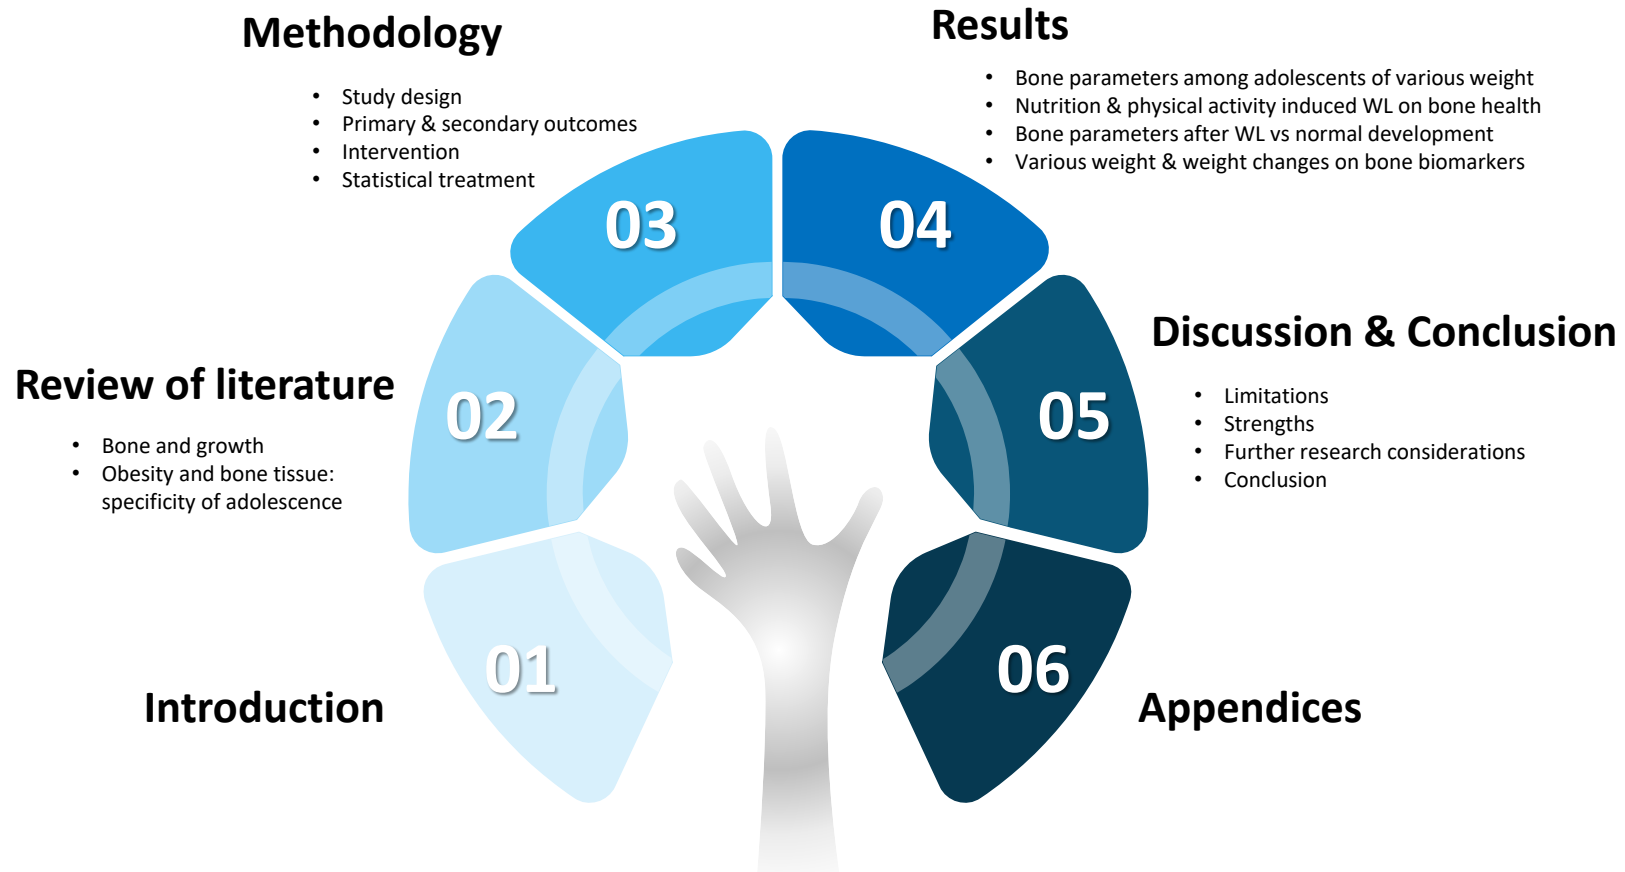 01
Introduction
02
Review of literature
• Bone and growth
• Obesity and bone tissue:
specificity of adolescence
03
Methodology
• Study design
• Primary & secondary outcomes
• Intervention
• Statistical treatment
04
Results
• Bone parameters among adolescents of various weight
• Nutrition & physical activity induced WL on bone health
• Bone parameters after WL vs normal development
• Various weight & weight changes on bone biomarkers
05
Discussion & Conclusion
• Limitations
• Strengths
• Further research considerations
• Conclusion
06
Appendices